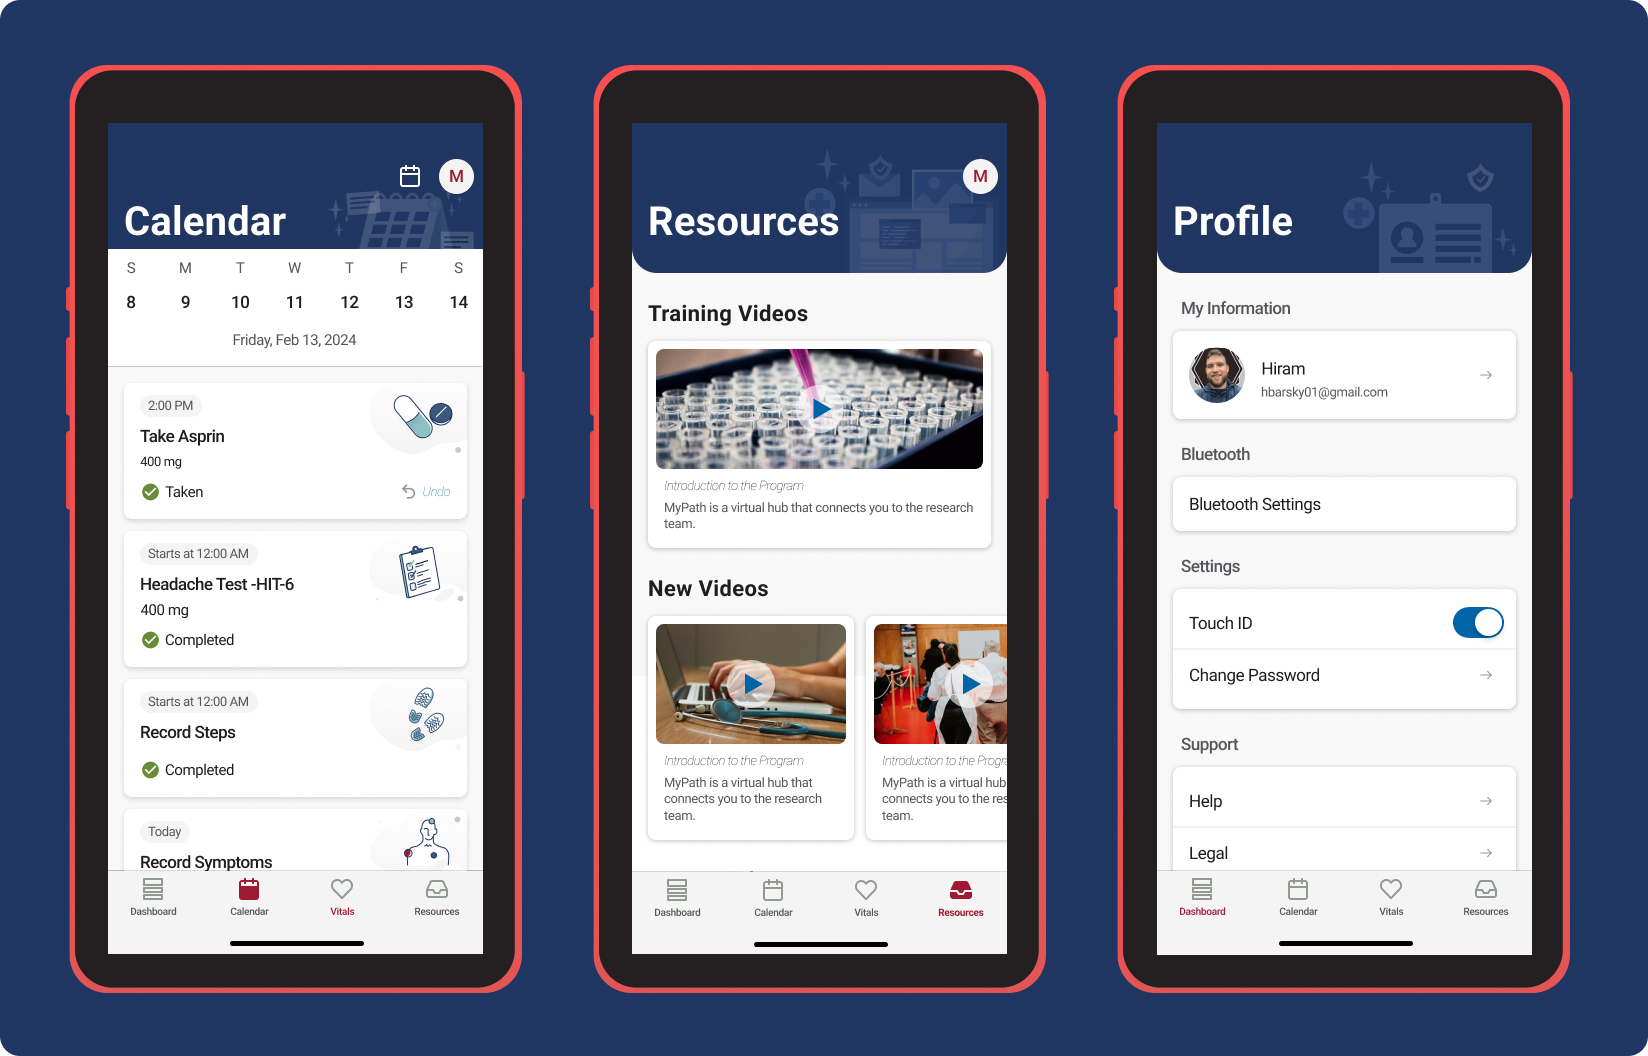 M
Calendar
S M T W T F S
8 9 10 11 12 13 14
Friday, Feb 13, 2024
2:00 PM
Take Asprin
400 mg
Taken
Undo
Starts at 12:00 AM
Headache Test -HIT-6
400 mg
Completed
Starts at 12:00 AM
Record Steps
Completed
Today
Record Symptoms
Dashboard Calendar Vitals Resources
M
Resources
Training Videos
Introduction to the Program
MyPath is a virtual hub that connects you to the research
team.
New Videos
Introduction to the Program
MyPath is a virtual hub that
connects you to the research
team.
Introduction to the Progra
MyPath is a virtual hub
connects you to the res
team.
Dashboard Calendar Vitals Resources
Profile
My Information
Hiram
hbarsky01@gmail.com
Bluetooth
Bluetooth Settings
Settings
Touch ID
Change Password
Support
Help
Legal
Dashboard Calendar Vitals Resources